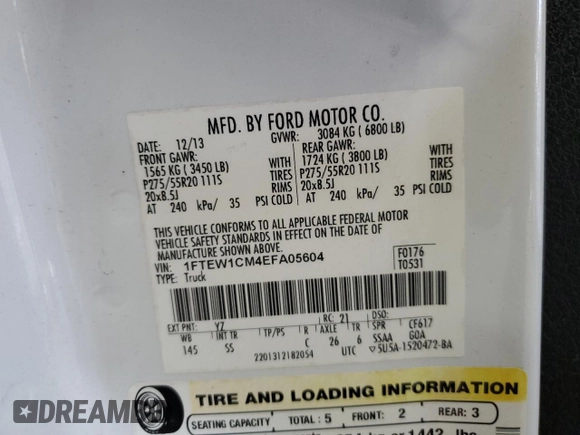 MFD. BY FORD MOTOR CO.
DATE: 12/13 GVWR: 3084 KG ( 6800 LB)
FRONT GAWR: REAR GAWR:
1565 KG ( 3450 LB) WITH 1724 KG ( 3800 LB) WITH
P275/55R20 111S TIRES P275/55R20 111S TIRES
20x8.5J RIMS 20x8.5J RIMS
AT 240 kPa/ 35 PSI COLD AT 240 kPa/ 35 PSI COLD
THIS VEHICLE CONFORMS TO ALL APPLICABLE FEDERAL MOTOR
VEHICLE SAFETY STANDARDS IN EFFECT ON THE DATE OF
MANUFACTURE SHOWN ABOVE.
VIN: 1FTEW1CM4EFA05604 F0176
TYPE: Truck T0531
EXT PNT: YZ RC: 21 DSO:
WB INT TR TP/PS R AXLE TR SPR CF617
145 SS C 26 6 SSAA GOA
2201312182054 UTC 5U5A-1520472-BA
TIRE AND LOADING INFORMATION
SEATING CAPACITY TOTAL: 5 FRONT: 2 REAR: 3
1442 lbs